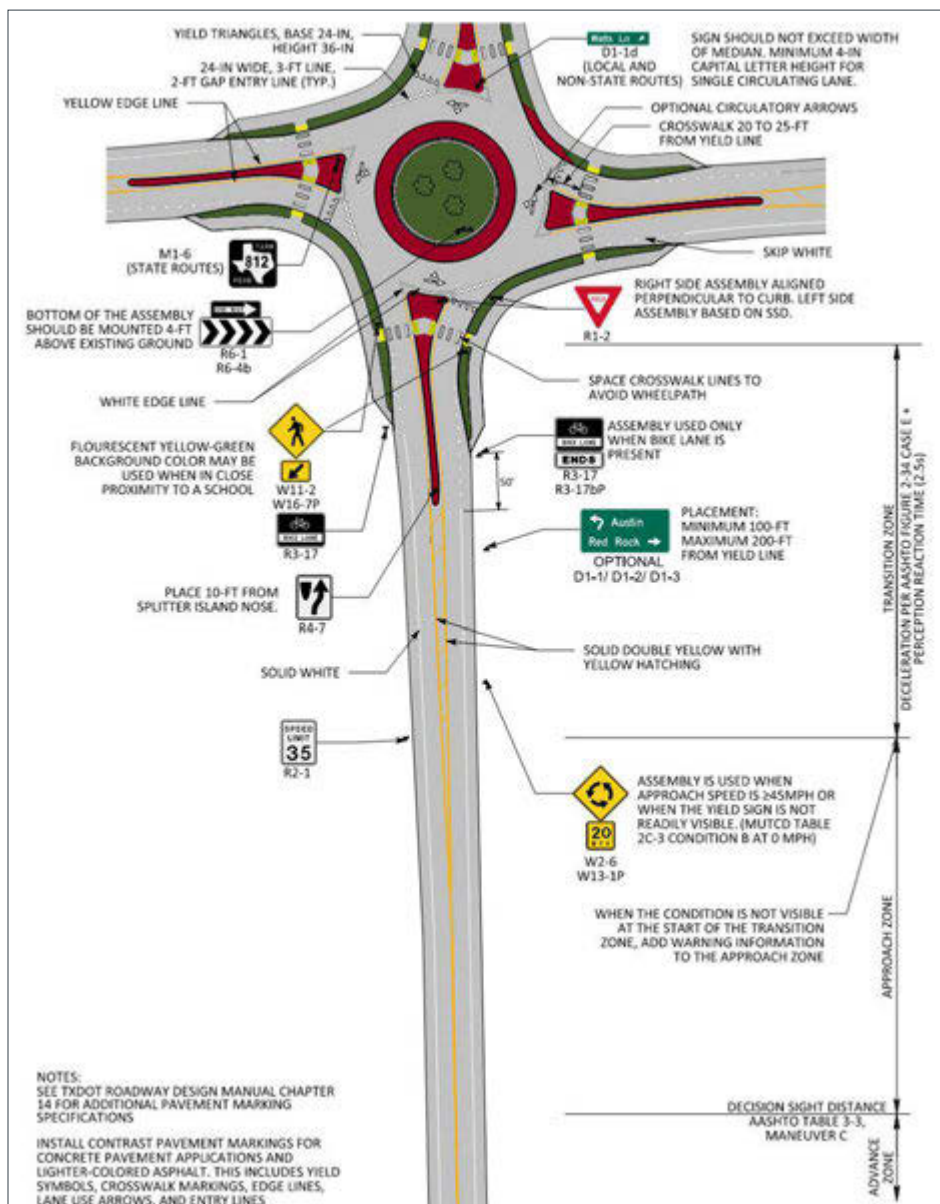 YIELD TRIANGLES, BASE 24-IN,
HEIGHT 36-IN
24-IN WIDE, 3-FT LINE,
2-FT GAP ENTRY LINE (TYP.)
YELLOW EDGE LINE
Watts Ln
D1-1d
(LOCAL AND
NON-STATE ROUTES)
SIGN SHOULD NOT EXCEED WIDTH
OF MEDIAN. MINIMUM 4-IN
CAPITAL LETTER HEIGHT FOR
SINGLE CIRCULATING LANE.
OPTIONAL CIRCULATORY ARROWS
CROSSWALK 20 TO 25-FT
FROM YIELD LINE
SKIP WHITE
M1-6
(STATE ROUTES)
812
BOTTOM OF THE ASSEMBLY
SHOULD BE MOUNTED 4-FT
ABOVE EXISTING GROUND
R6-1
R6-4b
RIGHT SIDE ASSEMBLY ALIGNED
PERPENDICULAR TO CURB. LEFT SIDE
ASSEMBLY BASED ON SSD.
R1-2
WHITE EDGE LINE
SPACE CROSSWALK LINES TO
AVOID WHEELPATH
FLOURESCENT YELLOW-GREEN
BACKGROUND COLOR MAY BE
USED WHEN IN CLOSE
PROXIMITY TO A SCHOOL
W11-2
W16-7P
BIKE LANE
R3-17
BIKE LANE
ENDS
R3-17
R3-17bP
ASSEMBLY USED ONLY
WHEN BIKE LANE IS
PRESENT
50'
Austin
Red Rock
OPTIONAL
D1-1/ D1-2/ D1-3
PLACEMENT:
MINIMUM 100-FT
MAXIMUM 200-FT
FROM YIELD LINE
PLACE 10-FT FROM
SPLITTER ISLAND NOSE.
R4-7
SOLID WHITE
SOLID DOUBLE YELLOW WITH
YELLOW HATCHING
SPEED
LIMIT
35
R2-1
20
MPH
W2-6
W13-1P
ASSEMBLY IS USED WHEN
APPROACH SPEED IS ≥45MPH OR
WHEN THE YIELD SIGN IS NOT
READILY VISIBLE. (MUTCD TABLE
2C-3 CONDITION B AT 0 MPH)
WHEN THE CONDITION IS NOT VISIBLE
AT THE START OF THE TRANSITION
ZONE, ADD WARNING INFORMATION
TO THE APPROACH ZONE
TRANSITION ZONE
DECELERATION PER AASHTO FIGURE 2-34 CASE E +
PERCEPTION REACTION TIME (2.5s)
APPROACH ZONE
DECISION SIGHT DISTANCE
AASHTO TABLE 3-3,
MANEUVER C
ADVANCE
ZONE
NOTES:
SEE TXDOT ROADWAY DESIGN MANUAL CHAPTER
14 FOR ADDITIONAL PAVEMENT MARKING
SPECIFICATIONS
INSTALL CONTRAST PAVEMENT MARKINGS FOR
CONCRETE PAVEMENT APPLICATIONS AND
LIGHTER-COLORED ASPHALT. THIS INCLUDES YIELD
SYMBOLS, CROSSWALK MARKINGS, EDGE LINES,
LANE USE ARROWS, AND ENTRY LINES